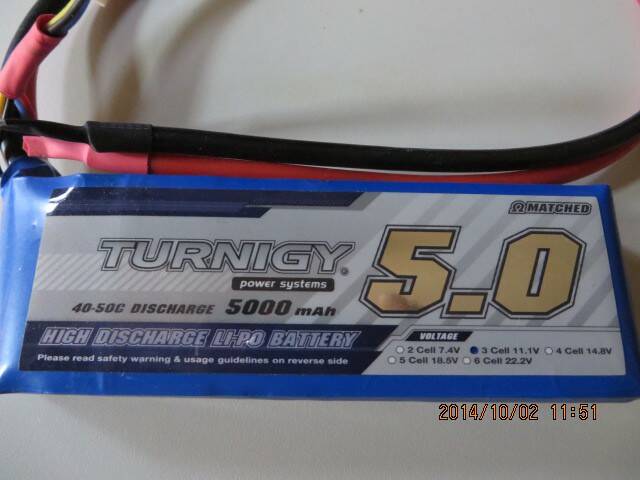 Ω MATCHED
TURNIGY®
power systems
5.0
40-50C DISCHARGE 5000 mAh
HIGH DISCHARGE LI-PO BATTERY
Please read safety warning & usage guidelines on reverse side
VOLTAGE
2 Cell 7.4V 3 Cell 11.1V 4 Cell 14.8V
5 Cell 18.5V 6 Cell 22.2V
2014/10/02 11:51